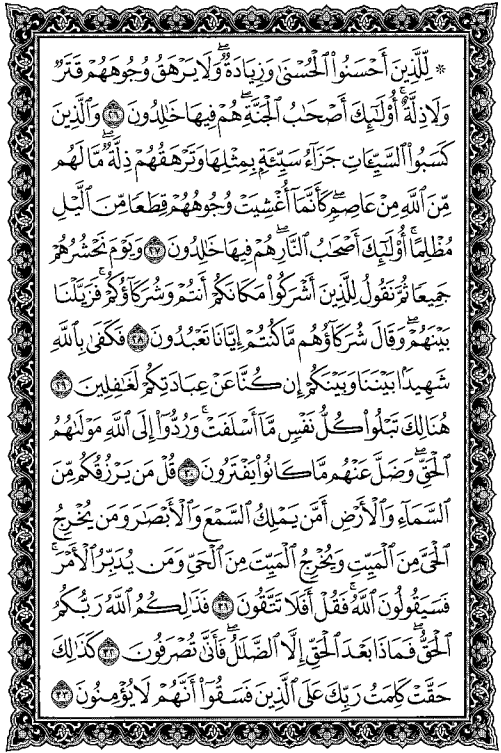 ۞ لِّلَّذِينَ أَحْسَنُوا۟ ٱلْحُسْنَىٰ وَزِيَادَةٌ ۖ وَلَا يَرْهَقُ وُجُوهَهُمْ قَتَرٌ
وَلَا ذِلَّةٌ ۚ أُو۟لَـٰٓئِكَ أَصْحَـٰبُ ٱلْجَنَّةِ ۖ هُمْ فِيهَا خَـٰلِدُونَ ٢٦ وَٱلَّذِينَ
كَسَبُوا۟ ٱلسَّيِّـَٔاتِ جَزَآءُ سَيِّئَةٍۭ بِمِثْلِهَا وَتَرْهَقُهُمْ ذِلَّةٌ ۖ مَّا لَهُم
مِّنَ ٱللَّهِ مِنْ عَاصِمٍ ۖ كَأَنَّمَآ أُغْشِيَتْ وُجُوهُهُمْ قِطَعًا مِّنَ ٱلَّيْلِ
مُظْلِمًا ۚ أُو۟لَـٰٓئِكَ أَصْحَـٰبُ ٱلنَّارِ ۖ هُمْ فِيهَا خَـٰلِدُونَ ٢٧ وَيَوْمَ نَحْشُرُهُمْ
جَمِيعًا ثُمَّ نَقُولُ لِلَّذِينَ أَشْرَكُوا۟ مَكَانَكُمْ أَنتُمْ وَشُرَكَآؤُكُمْ ۚ فَزَيَّلْنَا
بَيْنَهُمْ ۖ وَقَالَ شُرَكَآؤُهُم مَّا كُنتُمْ إِيَّانَا تَعْبُدُونَ ٢٨ فَكَفَىٰ بِٱللَّهِ
شَهِيدًۢا بَيْنَنَا وَبَيْنَكُمْ إِن كُنَّا عَنْ عِبَادَتِكُمْ لَغَـٰفِلِينَ ٢٩
هُنَالِكَ تَبْلُوا۟ كُلُّ نَفْسٍ مَّآ أَسْلَفَتْ ۚ وَرُدُّوٓا۟ إِلَى ٱللَّهِ مَوْلَىٰهُمُ
ٱلْحَقِّ ۖ وَضَلَّ عَنْهُم مَّا كَانُوا۟ يَفْتَرُونَ ٣٠ قُلْ مَن يَرْزُقُكُم مِّنَ
ٱلسَّمَآءِ وَٱلْأَرْضِ أَمَّن يَمْلِكُ ٱلسَّمْعَ وَٱلْأَبْصَـٰرَ وَمَن يُخْرِجُ
ٱلْحَىَّ مِنَ ٱلْمَيِّتِ وَيُخْرِجُ ٱلْمَيِّتَ مِنَ ٱلْحَىِّ وَمَن يُدَبِّرُ ٱلْأَمْرَ ۚ
فَسَيَقُولُونَ ٱللَّهُ ۚ فَقُلْ أَفَلَا تَتَّقُونَ ٣١ فَذَٰلِكُمُ ٱللَّهُ رَبُّكُمُ
ٱلْحَقُّ ۖ فَمَاذَا بَعْدَ ٱلْحَقِّ إِلَّا ٱلضَّلَـٰلُ ۖ فَأَنَّىٰ تُصْرَفُونَ ٣٢ كَذَٰلِكَ
حَقَّتْ كَلِمَتُ رَبِّكَ عَلَى ٱلَّذِينَ فَسَقُوٓا۟ أَنَّهُمْ لَا يُؤْمِنُونَ ٣٣